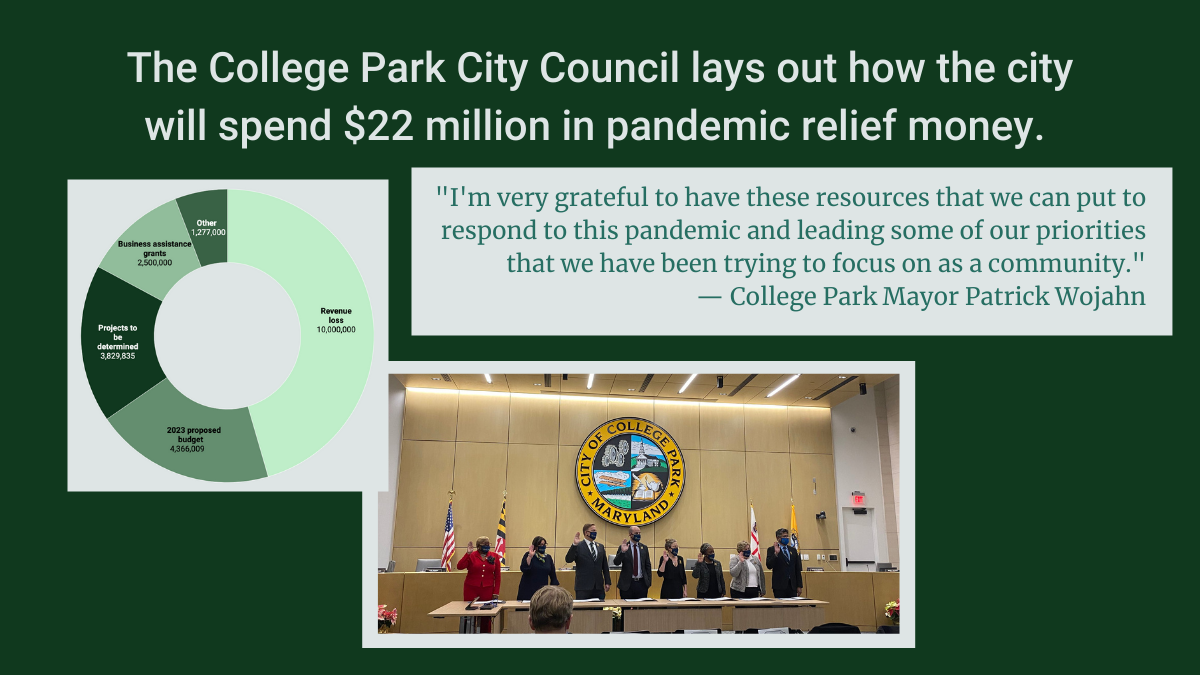 The College Park City Council lays out how the city
will spend $22 million in pandemic relief money.
Other
1,277,000
Business assistance
grants
2,500,000
Revenue
loss
10,000,000
Projects to
be
determined
3,829,835
2023 proposed
budget
4,366,009
"I'm very grateful to have these resources that we can put to
respond to this pandemic and leading some of our priorities
that we have been trying to focus on as a community."
— College Park Mayor Patrick Wojahn
CITY OF COLLEGE PARK
MARYLAND